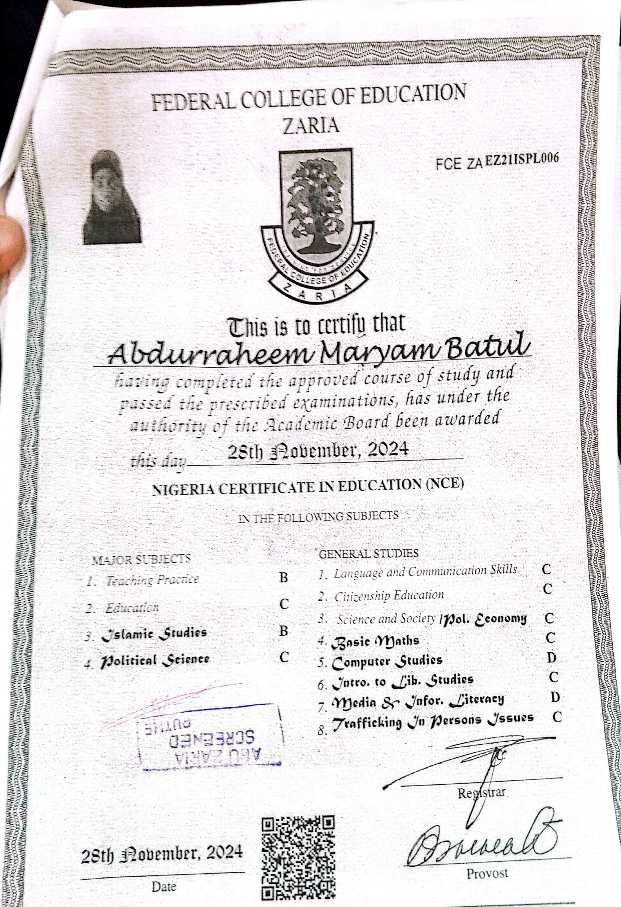 FEDERAL COLLEGE OF EDUCATION
ZARIA
FCE ZA EZ21ISPL006
FEDERAL COLLEGE OF EDUCATION
ZARIA
This is to certify that
Abdurraheem Maryam Batul
having completed the approved course of study and
passed the prescribed examinations, has under the
authority of the Academic Board been awarded
this day 28th November, 2024
NIGERIA CERTIFICATE IN EDUCATION (NCE)
IN THE FOLLOWING SUBJECTS
MAJOR SUBJECTS
1. Teaching Practice B
2. Education C
3. Islamic Studies B
4. Political Science C
GENERAL STUDIES
1. Language and Communication Skills C
2. Citizenship Education C
3. Science and Society /Pol. Economy C
4. Basic Maths C
5. Computer Studies D
6. Intro. to Lib. Studies C
7. Media & Infor. Literacy D
8. Trafficking In Persons Issues C
ABU ZARIA
SCREENED
PUTME
Registrar
28th November, 2024
Date
Provost